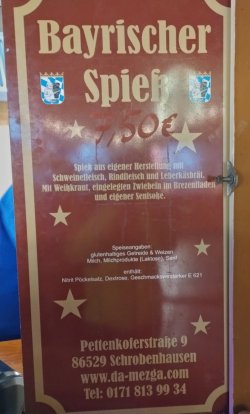 Bayrischer
Spieß
7,50€
Spieß aus eigener Herstellung mit
Schweinefleisch, Rindfleisch und Leberkäsbrät.
Mit Weißkraut, eingelegten Zwiebeln im Brezenfladen
und eigener Senfsoße.
Speiseangaben:
glutenhaltiges Getreide & Weizen
Milch, Milchprodukte (Laktose), Senf
enthält:
Nitrit Pöckelsalz, Dextrose, Geschmacksverstärker E 621
Pettenkoferstraße 9
86529 Schrobenhausen
www.da-mezga.com
Tel: 0171 813 99 34